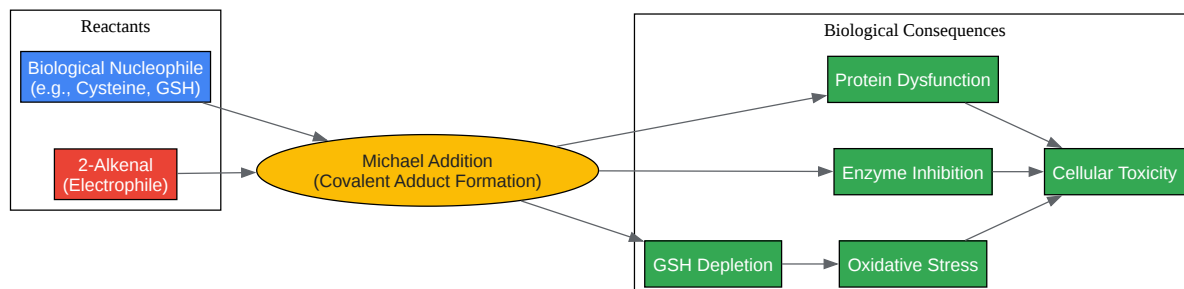 Reactants
Biological Nucleophile
(e.g., Cysteine, GSH)
2-Alkenal
(Electrophile)
Michael Addition
(Covalent Adduct Formation)
Biological Consequences
Protein Dysfunction
Enzyme Inhibition
Cellular Toxicity
GSH Depletion
Oxidative Stress